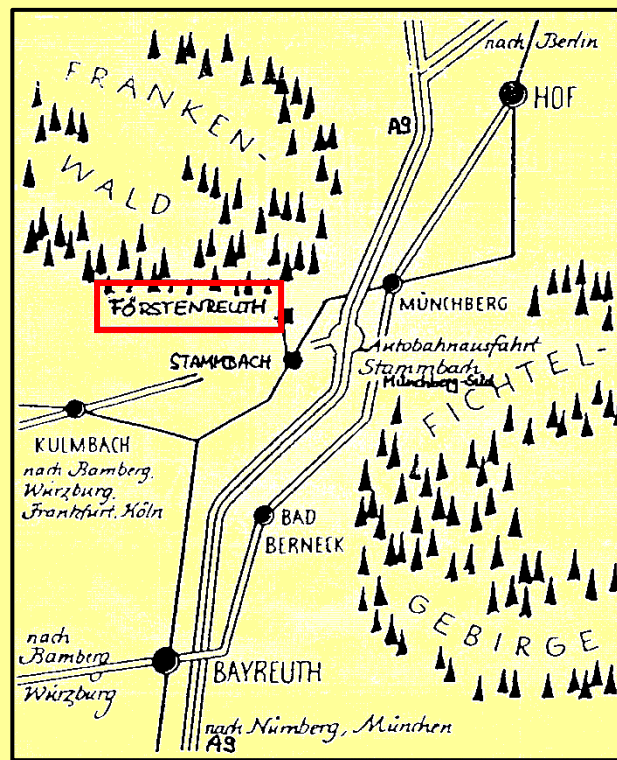 nach Berlin
HOF
A9
FRANKEN-
WALD
FÖRSTENREUTH
MÜNCHBERG
STAMMBACH
Autobahnausfahrt
Stammbach
Münchberg-Süd
FICHTEL-
GEBIRGE
KULMBACH
nach Bamberg,
Würzburg,
Frankfurt, Köln
BAD
BERNECK
nach
Bamberg
Würzburg
BAYREUTH
nach Nürnberg, München
A9